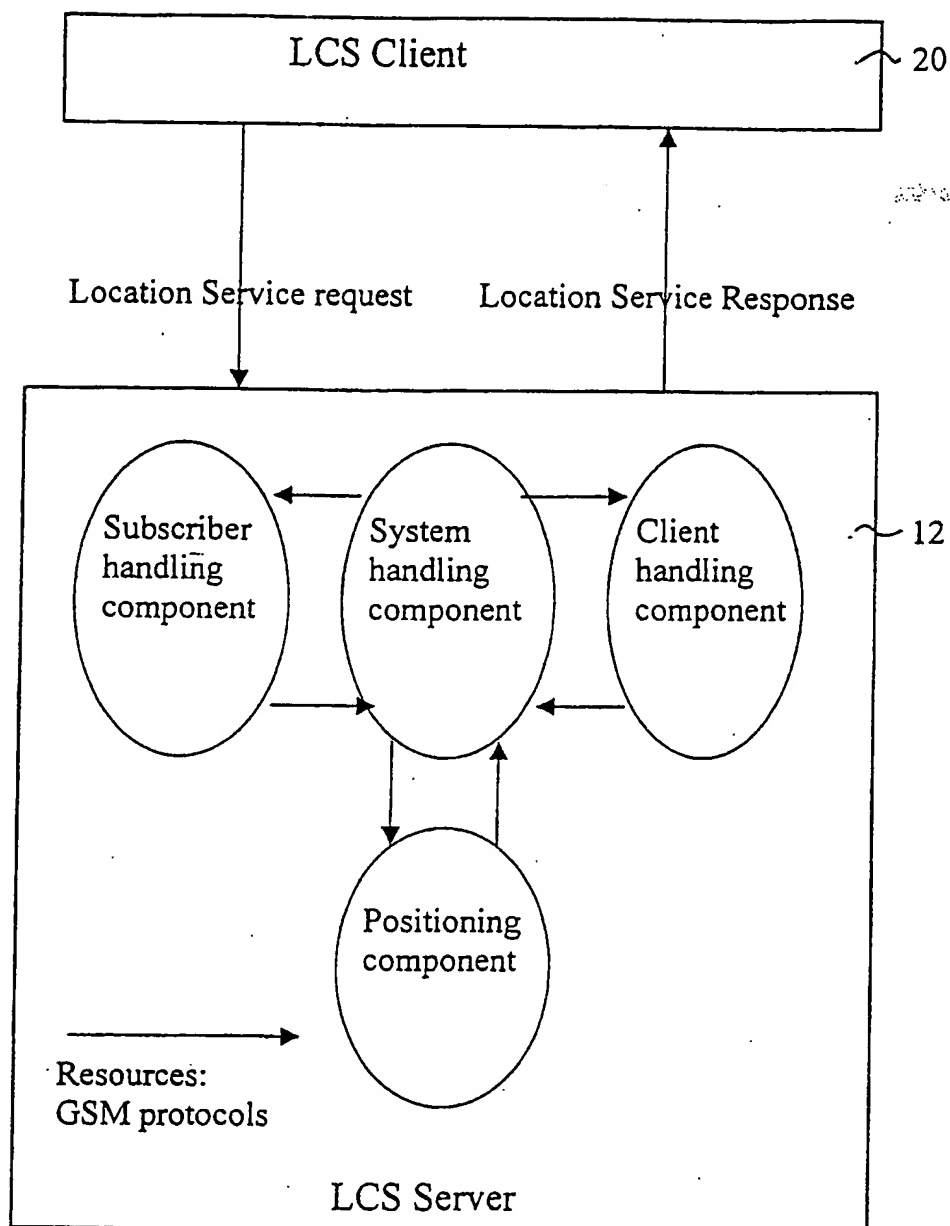 LCS Client
20
Location Service request
Location Service Response
Subscriber
handling
component
System
handling
component
Client
handling
component
12
Positioning
component
Resources:
GSM protocols
LCS Server